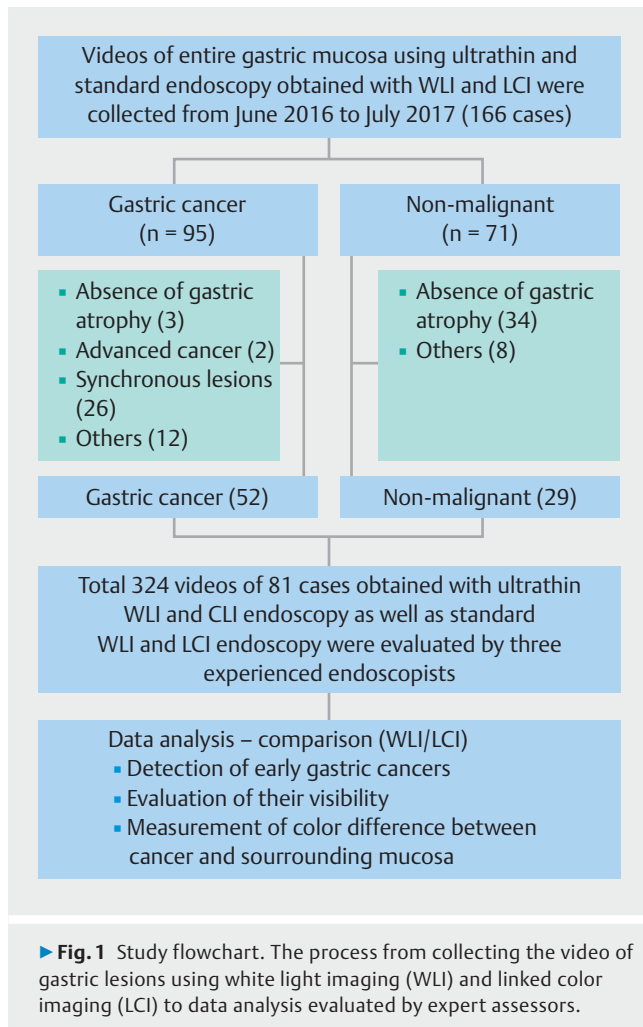 Videos of entire gastric mucosa using ultrathin and
standard endoscopy obtained with WLI and LCI were
collected from June 2016 to July 2017 (166 cases)
Gastric cancer
(n = 95)
Non-malignant
(n = 71)
▪ Absence of gastric
atrophy (3)
▪ Advanced cancer (2)
▪ Synchronous lesions
(26)
▪ Others (12)
▪ Absence of gastric
atrophy (34)
▪ Others (8)
Gastric cancer (52)
Non-malignant (29)
Total 324 videos of 81 cases obtained with ultrathin
WLI and CLI endoscopy as well as standard
WLI and LCI endoscopy were evaluated by three
experienced endoscopists
Data analysis – comparison (WLI/LCI)
▪ Detection of early gastric cancers
▪ Evaluation of their visibility
▪ Measurement of color difference between
cancer and sourrounding mucosa
▶ Fig. 1 Study flowchart. The process from collecting the video of
gastric lesions using white light imaging (WLI) and linked color
imaging (LCI) to data analysis evaluated by expert assessors.